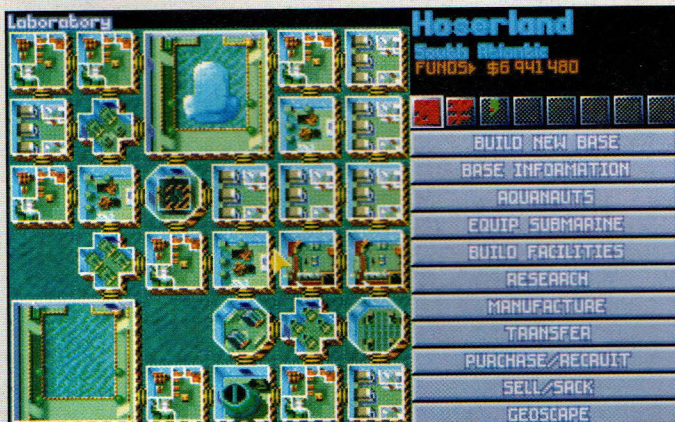 Laboratory
Hoserland
South Atlantic
FUNDS▸ $6 941 480
BUILD NEW BASE
BASE INFORMATION
AQUANAUTS
EQUIP SUBMARINE
BUILD FACILITIES
RESEARCH
MANUFACTURE
TRANSFER
PURCHASE/RECRUIT
SELL/SACK
GEOSCAPE